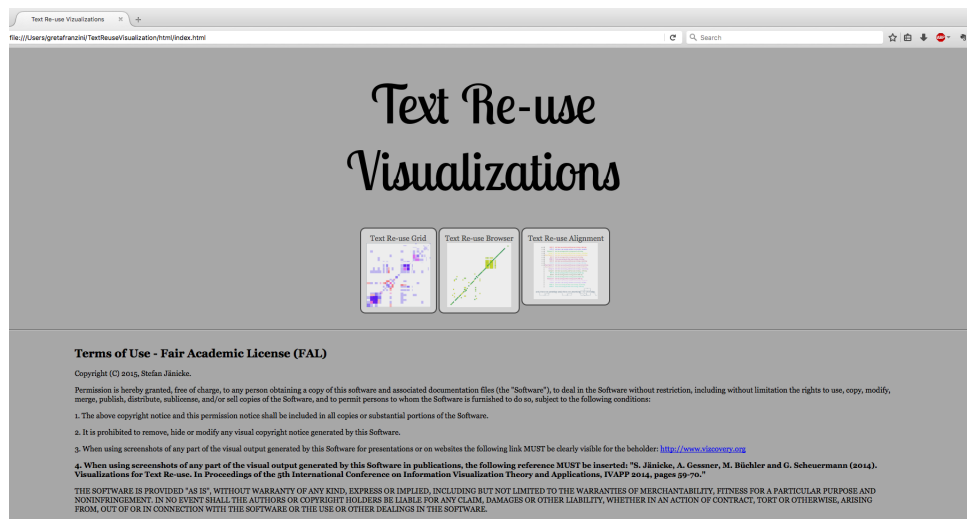 Text Re-use Vizualizations × +
file:///Users/gretafranzini/TextReuseVisualization/html/index.html
Search
ABP
Text Re-use
Visualizations
Text Re-use Grid Text Re-use Browser Text Re-use Alignment
Terms of Use - Fair Academic License (FAL)
Copyright (C) 2015, Stefan Jänicke.
Permission is hereby granted, free of charge, to any person obtaining a copy of this software and associated documentation files (the "Software"), to deal in the Software without restriction, including without limitation the rights to use, copy, modify,
merge, publish, distribute, sublicense, and/or sell copies of the Software, and to permit persons to whom the Software is furnished to do so, subject to the following conditions:
1. The above copyright notice and this permission notice shall be included in all copies or substantial portions of the Software.
2. It is prohibited to remove, hide or modify any visual copyright notice generated by this Software.
3. When using screenshots of any part of the visual output generated by this Software for presentations or on websites the following link MUST be clearly visible for the beholder: http://www.vizcovery.org
4. When using screenshots of any part of the visual output generated by this Software in publications, the following reference MUST be inserted: "S. Jänicke, A. Gessner, M. Büchler and G. Scheuermann (2014).
Visualizations for Text Re-use. In Proceedings of the 5th International Conference on Information Visualization Theory and Applications, IVAPP 2014, pages 59-70."
THE SOFTWARE IS PROVIDED "AS IS", WITHOUT WARRANTY OF ANY KIND, EXPRESS OR IMPLIED, INCLUDING BUT NOT LIMITED TO THE WARRANTIES OF MERCHANTABILITY, FITNESS FOR A PARTICULAR PURPOSE AND
NONINFRINGEMENT. IN NO EVENT SHALL THE AUTHORS OR COPYRIGHT HOLDERS BE LIABLE FOR ANY CLAIM, DAMAGES OR OTHER LIABILITY, WHETHER IN AN ACTION OF CONTRACT, TORT OR OTHERWISE, ARISING
FROM, OUT OF OR IN CONNECTION WITH THE SOFTWARE OR THE USE OR OTHER DEALINGS IN THE SOFTWARE.